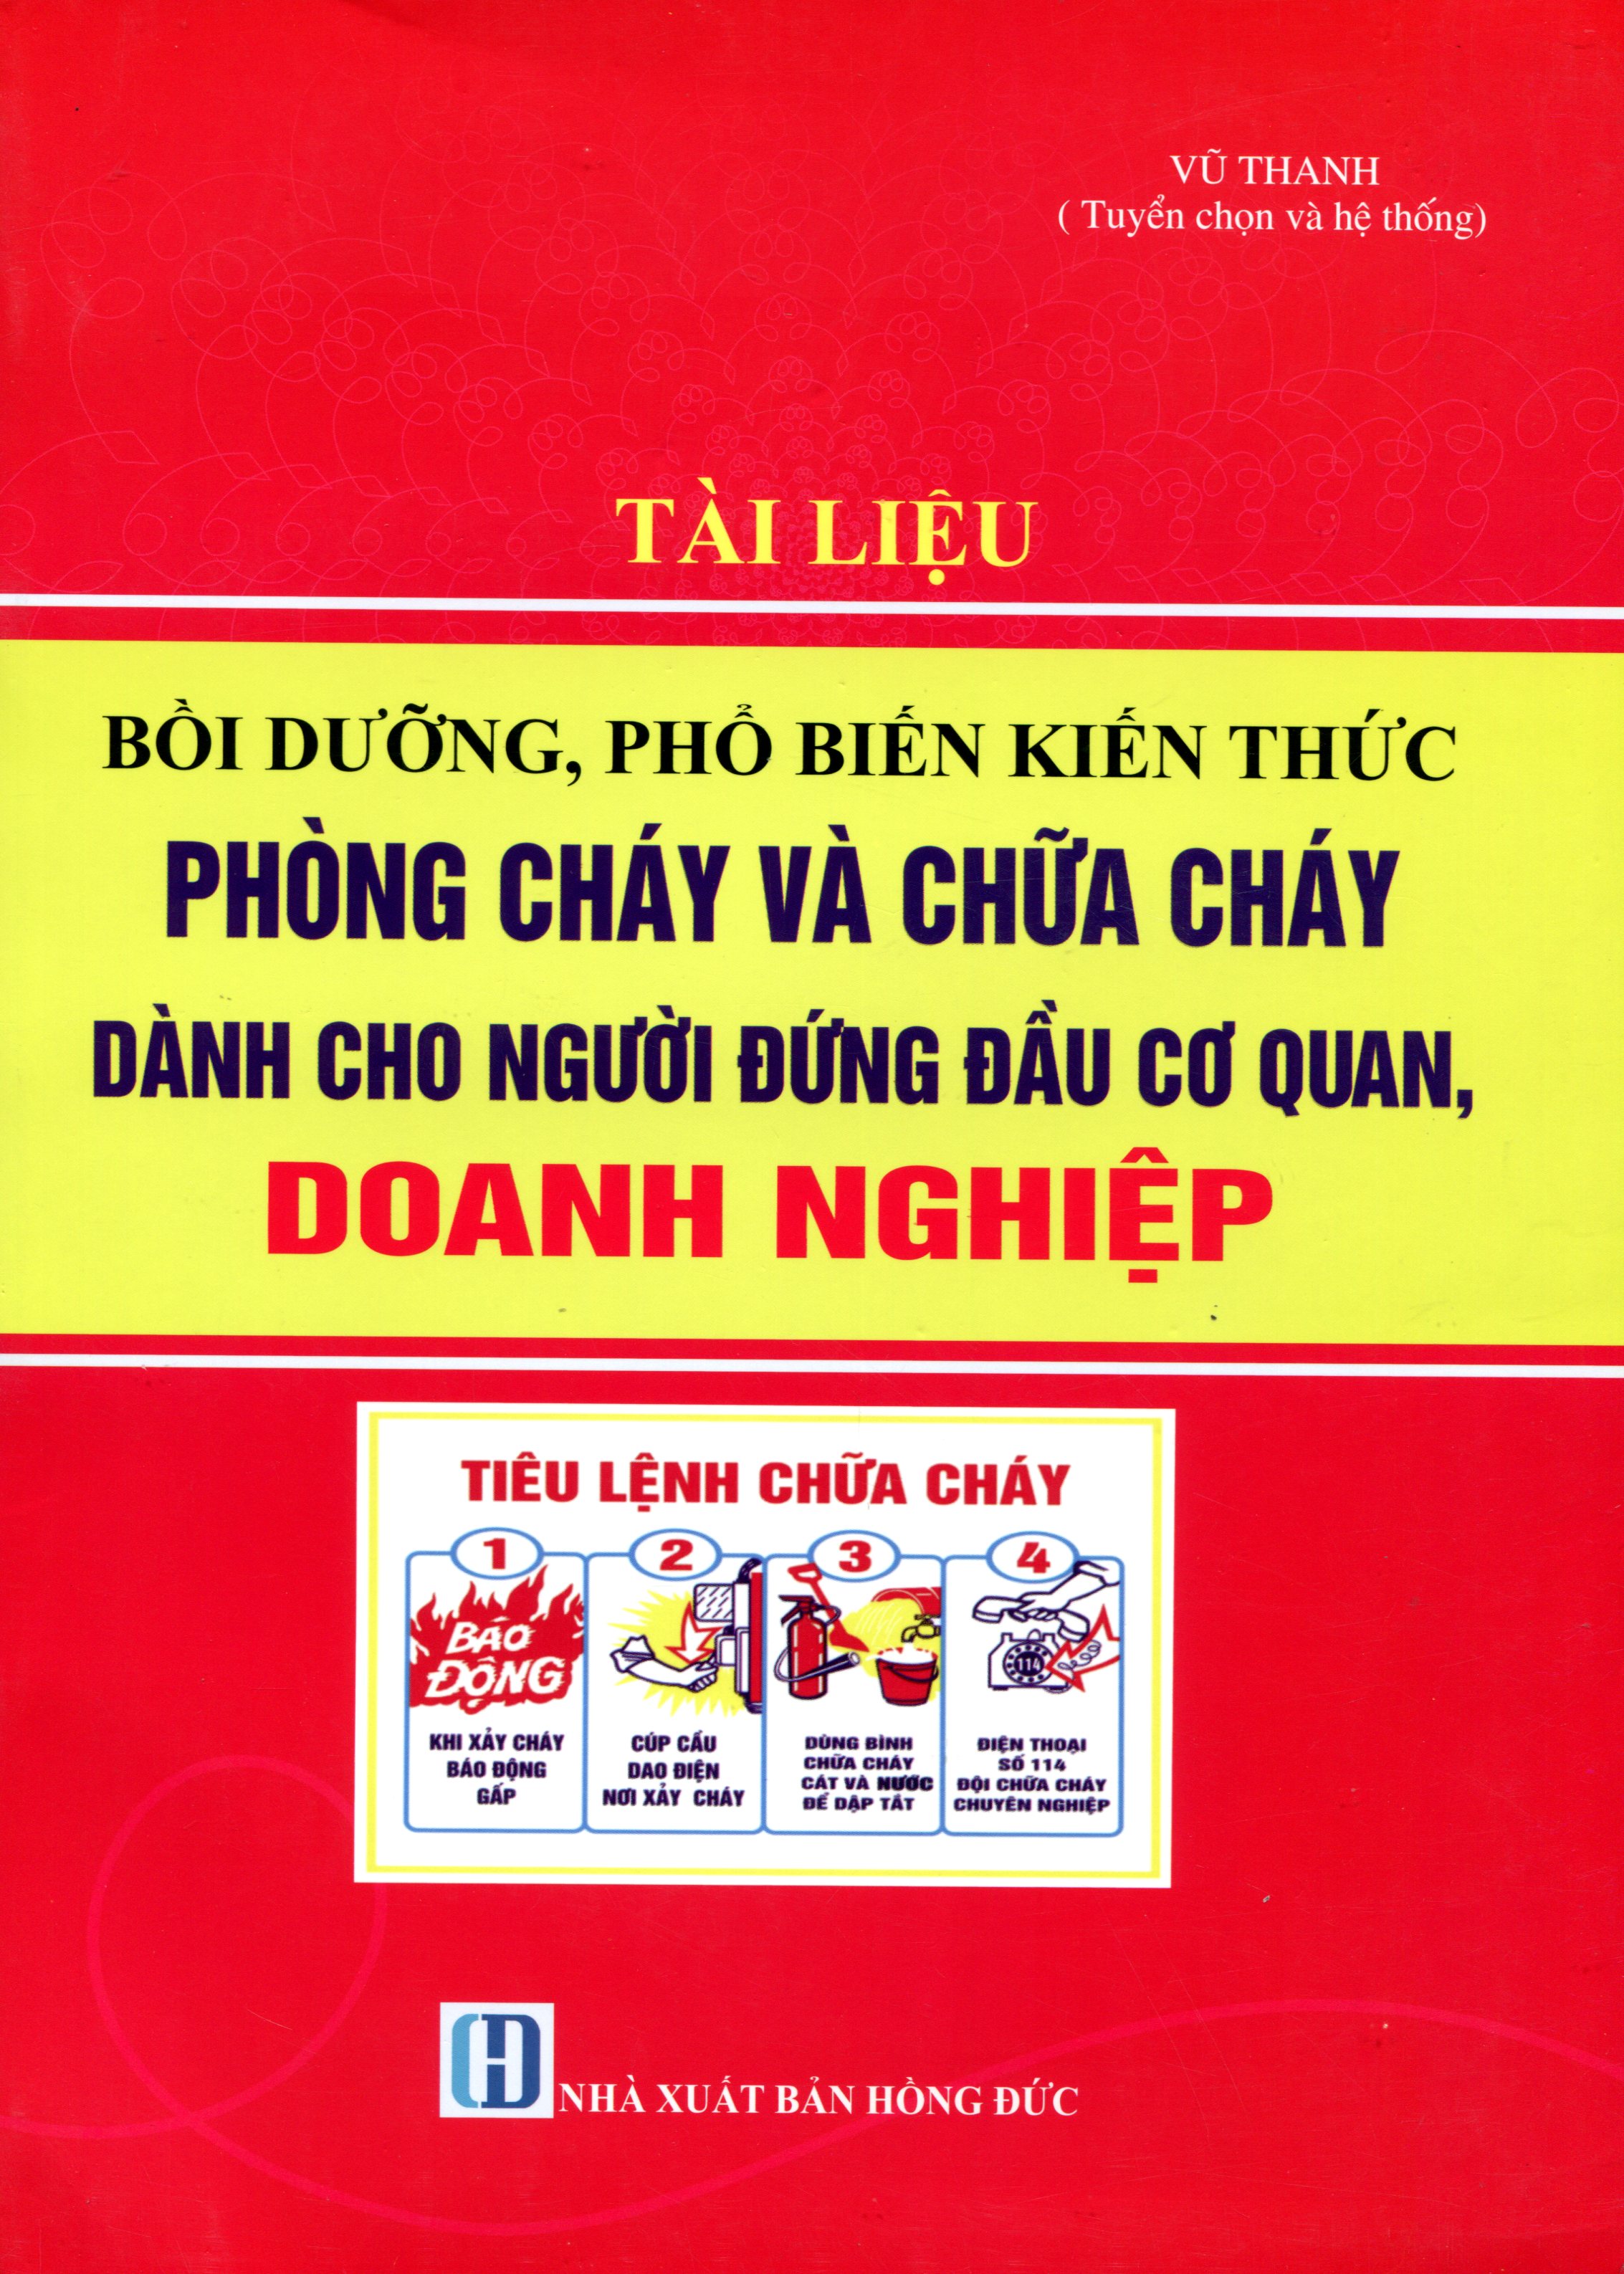 VŨ THANH
( Tuyển chọn và hệ thống)
TÀI LIỆU
BỒI DƯỠNG, PHỔ BIẾN KIẾN THỨC
PHÒNG CHÁY VÀ CHỮA CHÁY
DÀNH CHO NGƯỜI ĐỨNG ĐẦU CƠ QUAN,
DOANH NGHIỆP
TIÊU LỆNH CHỮA CHÁY
1
BÁO
ĐỘNG
KHI XẢY CHÁY
BÁO ĐỘNG
GẤP
2
CÚP CẦU
DAO ĐIỆN
NƠI XẢY CHÁY
3
DÙNG BÌNH
CHỮA CHÁY
CÁT VÀ NƯỚC
ĐỂ DẬP TẮT
4
114
ĐIỆN THOẠI
SỐ 114
ĐỘI CHỮA CHÁY
CHUYÊN NGHIỆP
HD
NHÀ XUẤT BẢN HỒNG ĐỨC